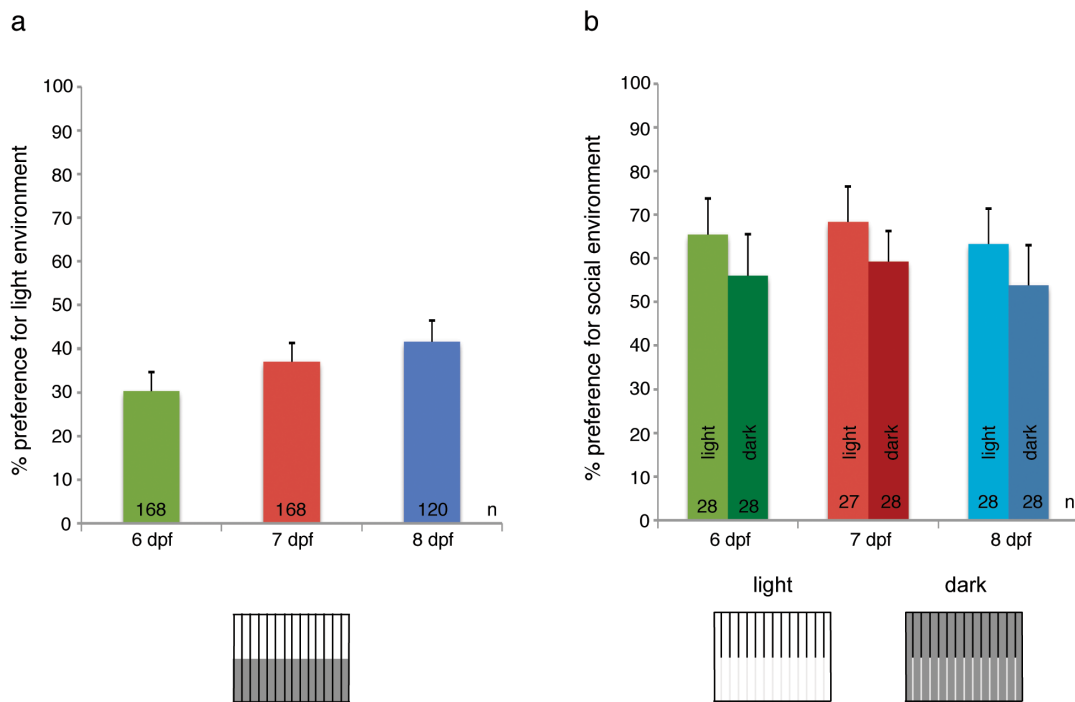 a
% preference for light environment
100
90
80
70
60
50
40
30
20
10
0
168
168
120
n
6 dpf
7 dpf
8 dpf
b
% preference for social environment
100
90
80
70
60
50
40
30
20
10
0
light
dark
light
dark
light
dark
28
28
27
28
28
28
n
6 dpf
7 dpf
8 dpf
light
dark